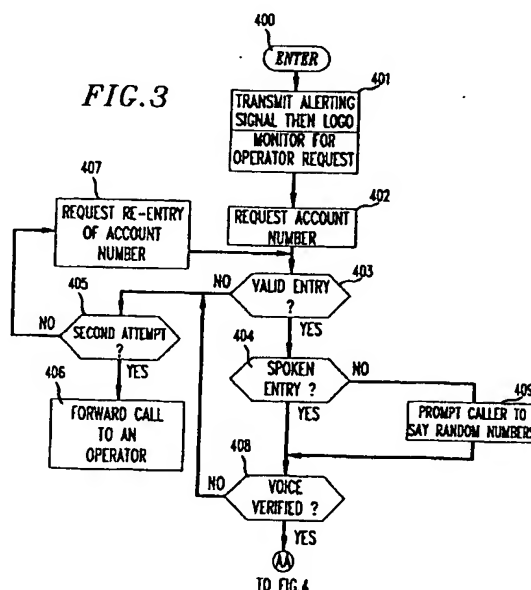 400
ENTER
FIG.3
401
TRANSMIT ALERTING
SIGNAL THEN LOGO
MONITOR FOR
OPERATOR REQUEST
407
REQUEST RE-ENTRY
OF ACCOUNT
NUMBER
402
REQUEST ACCOUNT
NUMBER
403
NO
VALID ENTRY
?
405
SECOND ATTEMPT
?
NO
YES
YES
404
SPOKEN
ENTRY ?
NO
YES
409
PROMPT CALLER TO
SAY RANDOM NUMBERS
406
FORWARD CALL
TO AN
OPERATOR
408
NO
VOICE
VERIFIED ?
YES
AA
TO FIG.4